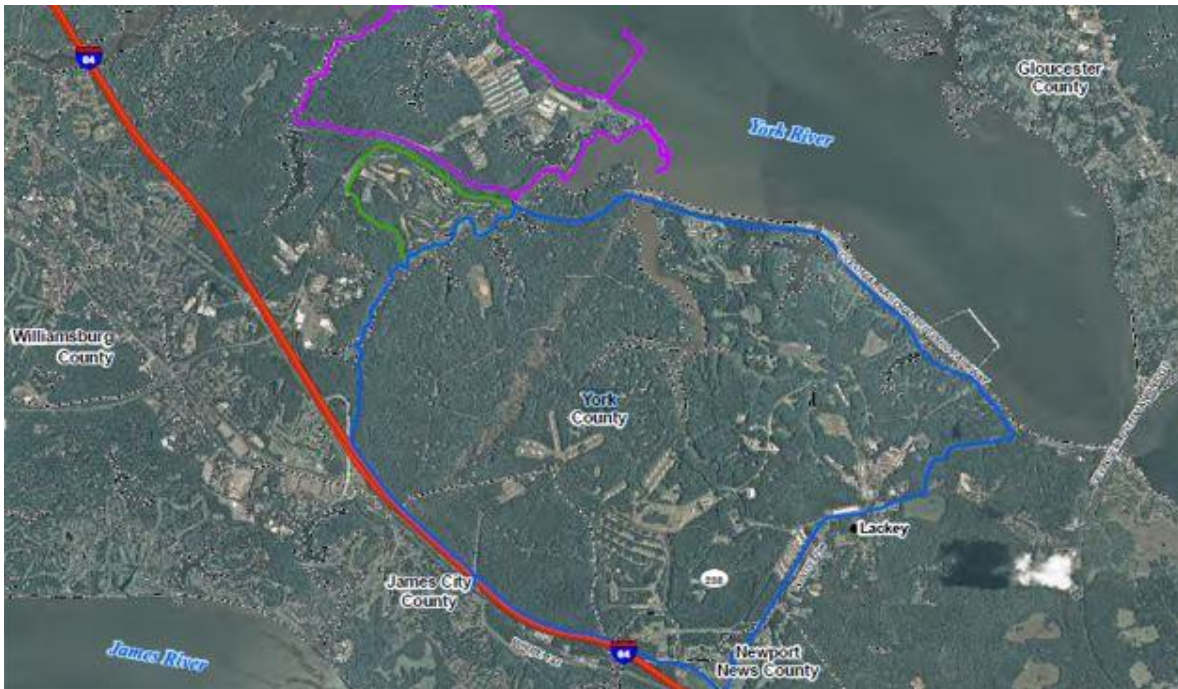 64
Gloucester
County
York River
Williamsburg
County
York
County
Lackey
James City
County
238
64
Newport
News County
James River